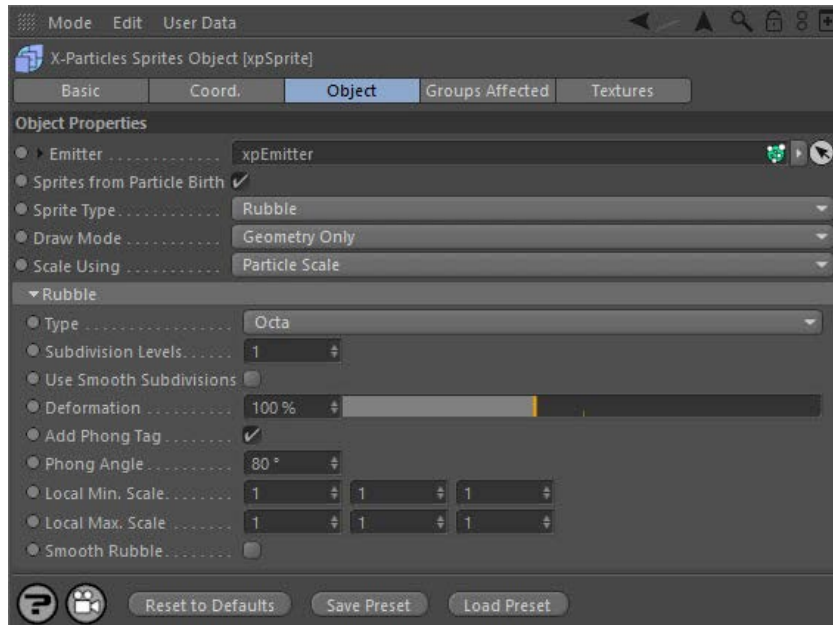 Mode Edit User Data
X-Particles Sprites Object [xpSprite]
Basic Coord. Object Groups Affected Textures
Object Properties
Emitter . . . . . . . . . . . . . xpEmitter
Sprites from Particle Birth ✔
Sprite Type . . . . . . . . . . . Rubble
Draw Mode . . . . . . . . . . . Geometry Only
Scale Using . . . . . . . . . . . Particle Scale
Rubble
Type . . . . . . . . . . . . . . . . . Octa
Subdivision Levels . . . . . . 1
Use Smooth Subdivisions
Deformation . . . . . . . . . . 100 %
Add Phong Tag . . . . . . . . ✔
Phong Angle . . . . . . . . . . 80 °
Local Min. Scale . . . . . . . . 1 1 1
Local Max. Scale . . . . . . . 1 1 1
Smooth Rubble . . . . . . . .
Reset to Defaults Save Preset Load Preset